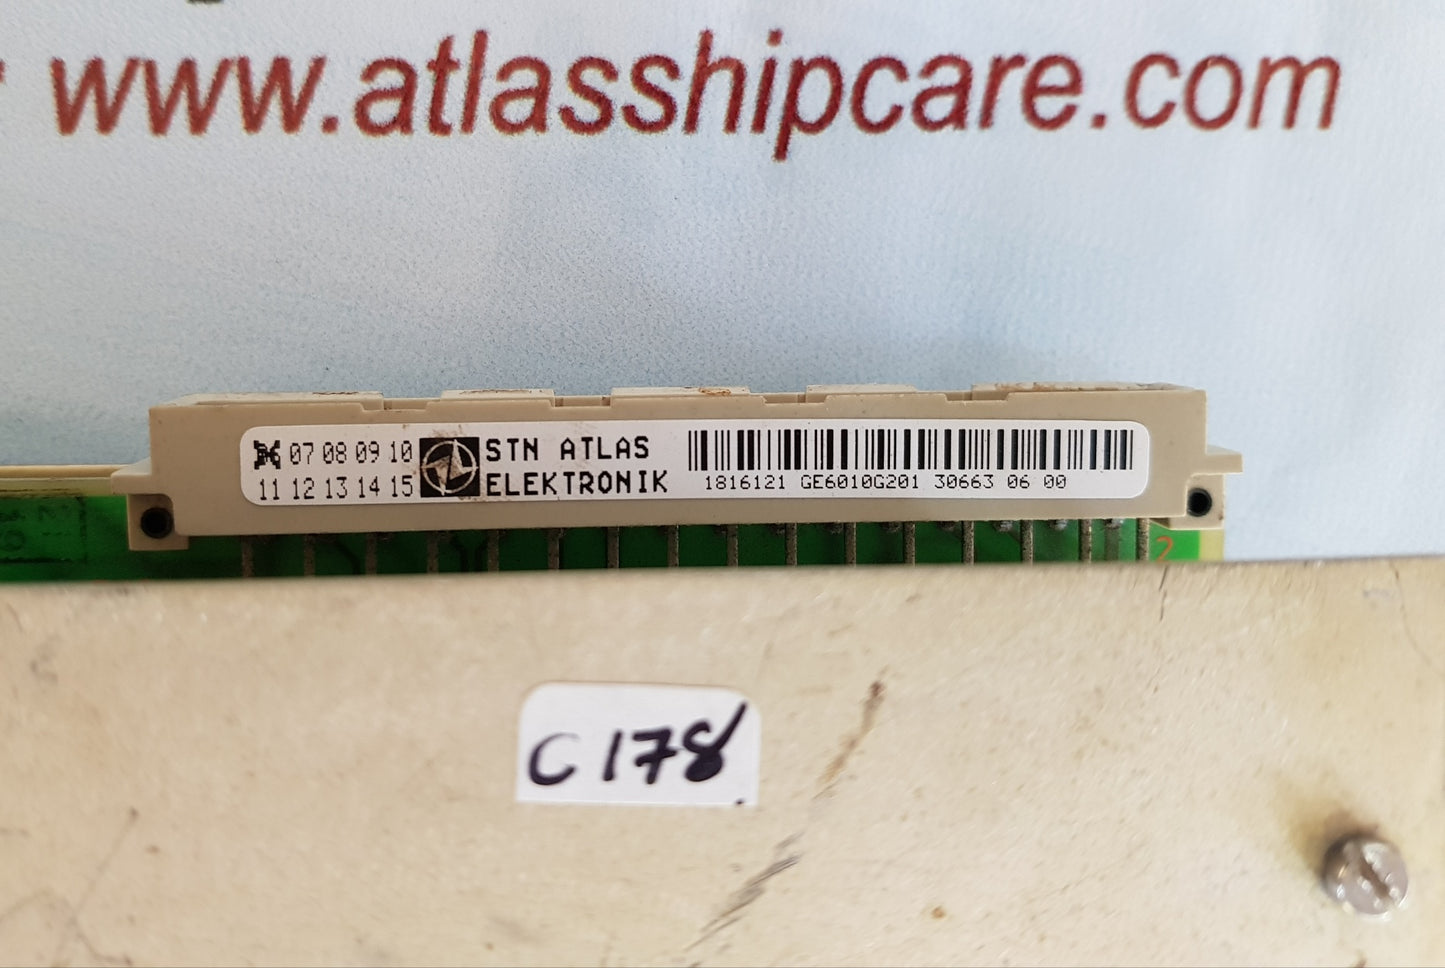 www.atlasshipcare.com
07 08 09 10
11 12 13 14 15
STN ATLAS
ELEKTRONIK
1816121 GE6010G201 30663 06 00
2
C178